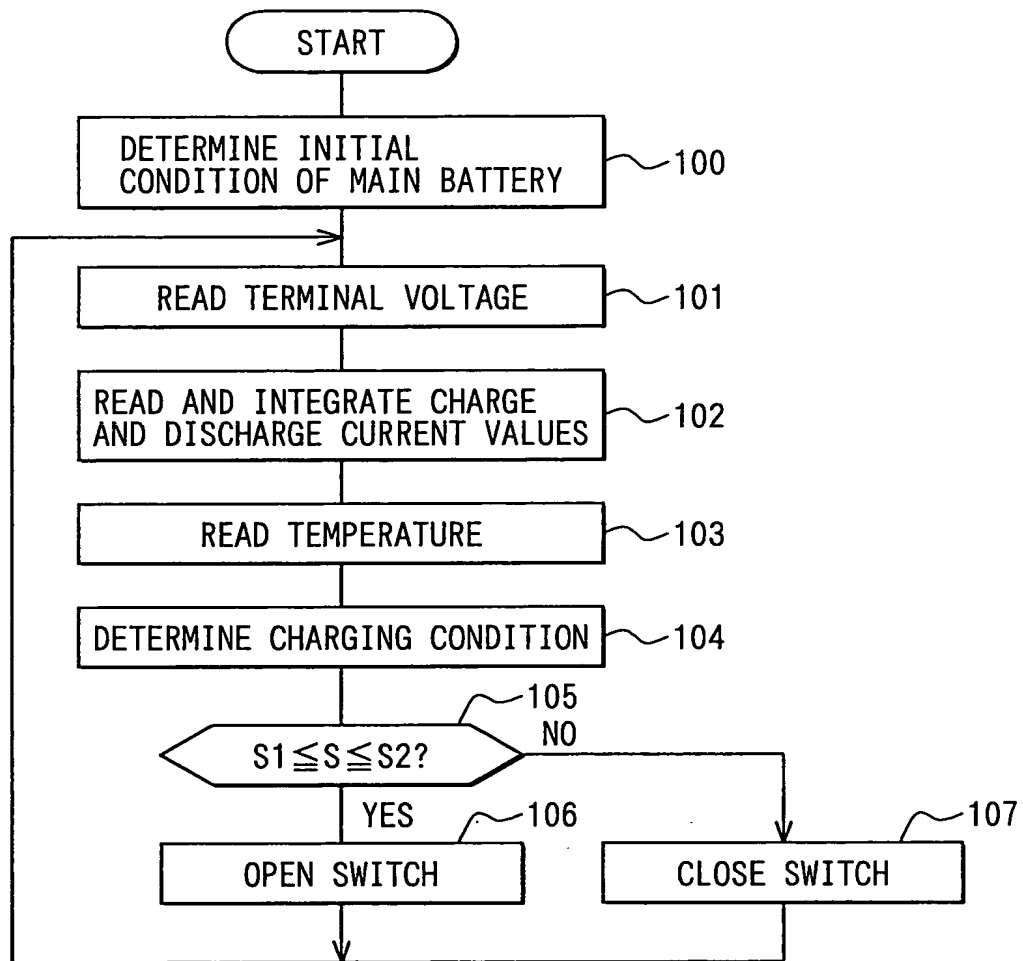 START
DETERMINE INITIAL
CONDITION OF MAIN BATTERY
100
READ TERMINAL VOLTAGE
101
READ AND INTEGRATE CHARGE
AND DISCHARGE CURRENT VALUES
102
READ TEMPERATURE
103
DETERMINE CHARGING CONDITION
104
105
S1≦S≦S2?
NO
YES
106
107
OPEN SWITCH
CLOSE SWITCH